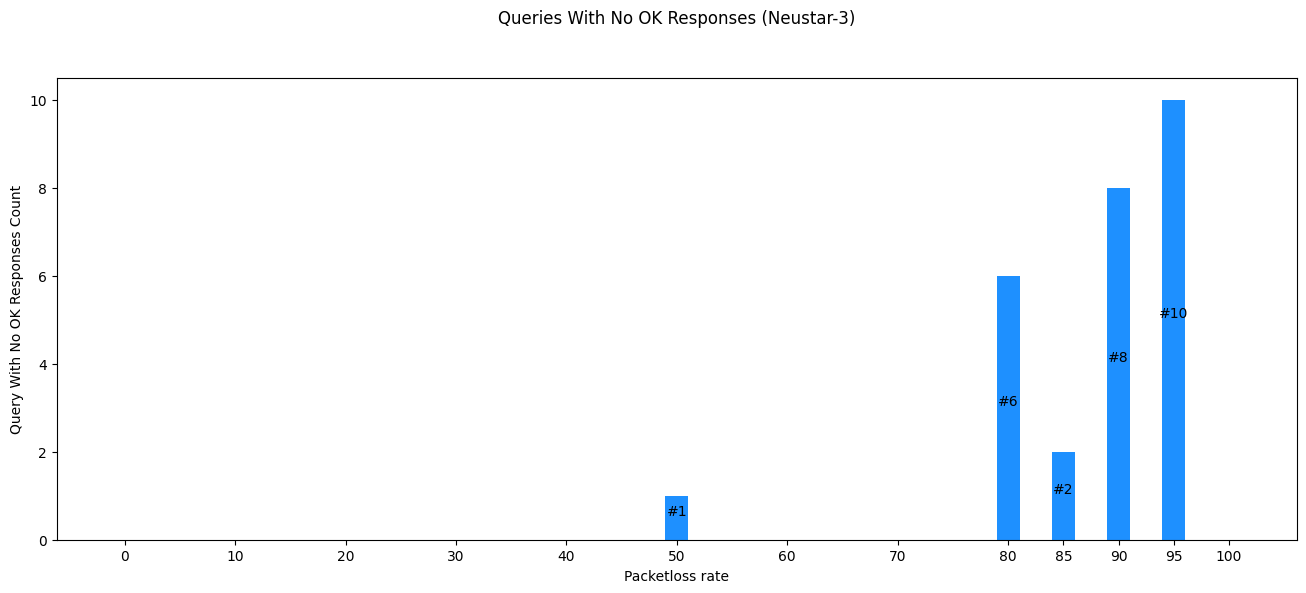 Queries With No OK Responses (Neustar-3)
Query With No OK Responses Count
10
8
6
4
2
0
#1
#6
#2
#8
#10
0 10 20 30 40 50 60 70 80 85 90 95 100
Packetloss rate